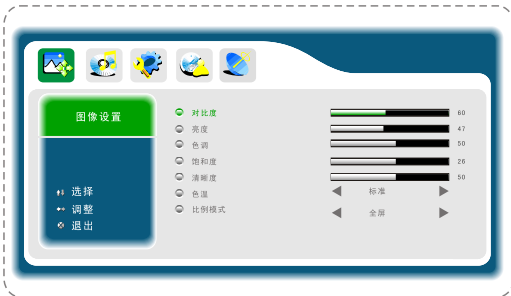 图像设置
选择
调整
退出
对比度 60
亮度 47
色调 50
饱和度 26
清晰度 50
色温 标准
比例模式 全屏